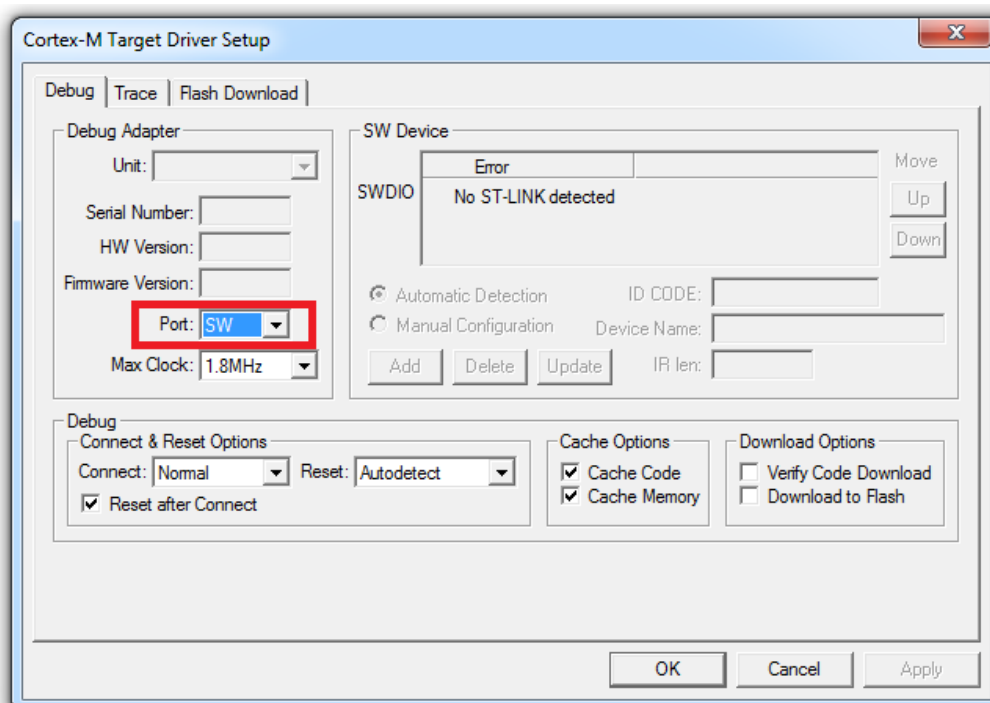 Cortex-M Target Driver Setup
Debug Trace Flash Download
Debug Adapter
Unit:
Serial Number:
HW Version:
Firmware Version:
Port: SW
Max Clock: 1.8MHz
SW Device
SWDIO
Error
No ST-LINK detected
Move
Up
Down
Automatic Detection
Manual Configuration
ID CODE:
Device Name:
Add Delete Update
IR len:
Debug
Connect & Reset Options
Connect: Normal Reset: Autodetect
Reset after Connect
Cache Options
Cache Code
Cache Memory
Download Options
Verify Code Download
Download to Flash
OK Cancel Apply